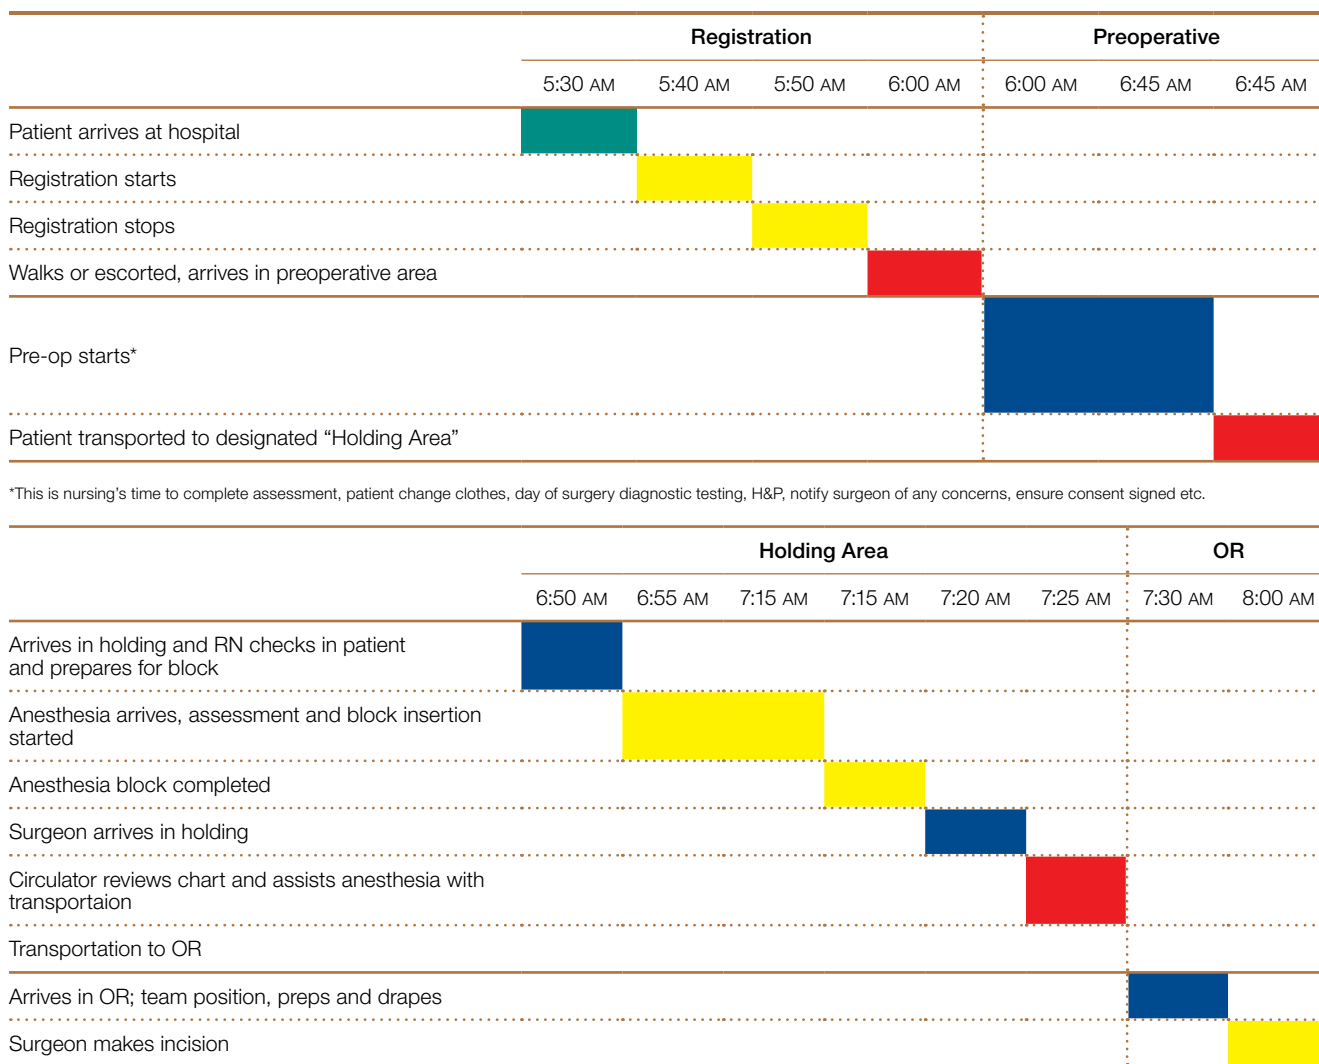 Registration Preoperative
5:30 AM 5:40 AM 5:50 AM 6:00 AM 6:00 AM 6:45 AM 6:45 AM
Patient arrives at hospital
Registration starts
Registration stops
Walks or escorted, arrives in preoperative area
Pre-op starts*
Patient transported to designated “Holding Area”
*This is nursing’s time to complete assessment, patient change clothes, day of surgery diagnostic testing, H&P, notify surgeon of any concerns, ensure consent signed etc.
Holding Area OR
6:50 AM 6:55 AM 7:15 AM 7:15 AM 7:20 AM 7:25 AM 7:30 AM 8:00 AM
Arrives in holding and RN checks in patient
and prepares for block
Anesthesia arrives, assessment and block insertion
started
Anesthesia block completed
Surgeon arrives in holding
Circulator reviews chart and assists anesthesia with
transportaion
Transportation to OR
Arrives in OR; team position, preps and drapes
Surgeon makes incision